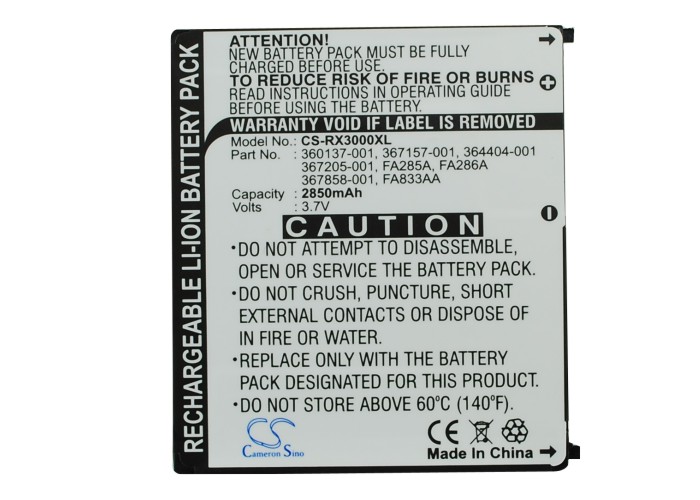 RECHARGEABLE LI-ION BATTERY PACK
ATTENTION!
NEW BATTERY PACK MUST BE FULLY
CHARGED BEFORE USE.
TO REDUCE RISK OF FIRE OR BURNS
READ INSTRUCTIONS IN OPERATING GUIDE
BEFORE USING THE BATTERY.
WARRANTY VOID IF LABEL IS REMOVED
Model No.: CS-RX3000XL
Part No. : 360137-001, 367157-001, 364404-001
367205-001, FA285A, FA286A
367858-001, FA833AA
Capacity : 2850mAh
Volts : 3.7V
CAUTION
•DO NOT ATTEMPT TO DISASSEMBLE,
OPEN OR SERVICE THE BATTERY PACK.
•DO NOT CRUSH, PUNCTURE, SHORT
EXTERNAL CONTACTS OR DISPOSE OF
IN FIRE OR WATER.
•REPLACE ONLY WITH THE BATTERY
PACK DESIGNATED FOR THIS PRODUCT.
•DO NOT STORE ABOVE 60°C (140°F).
Cameron Sino
CE
Made In China